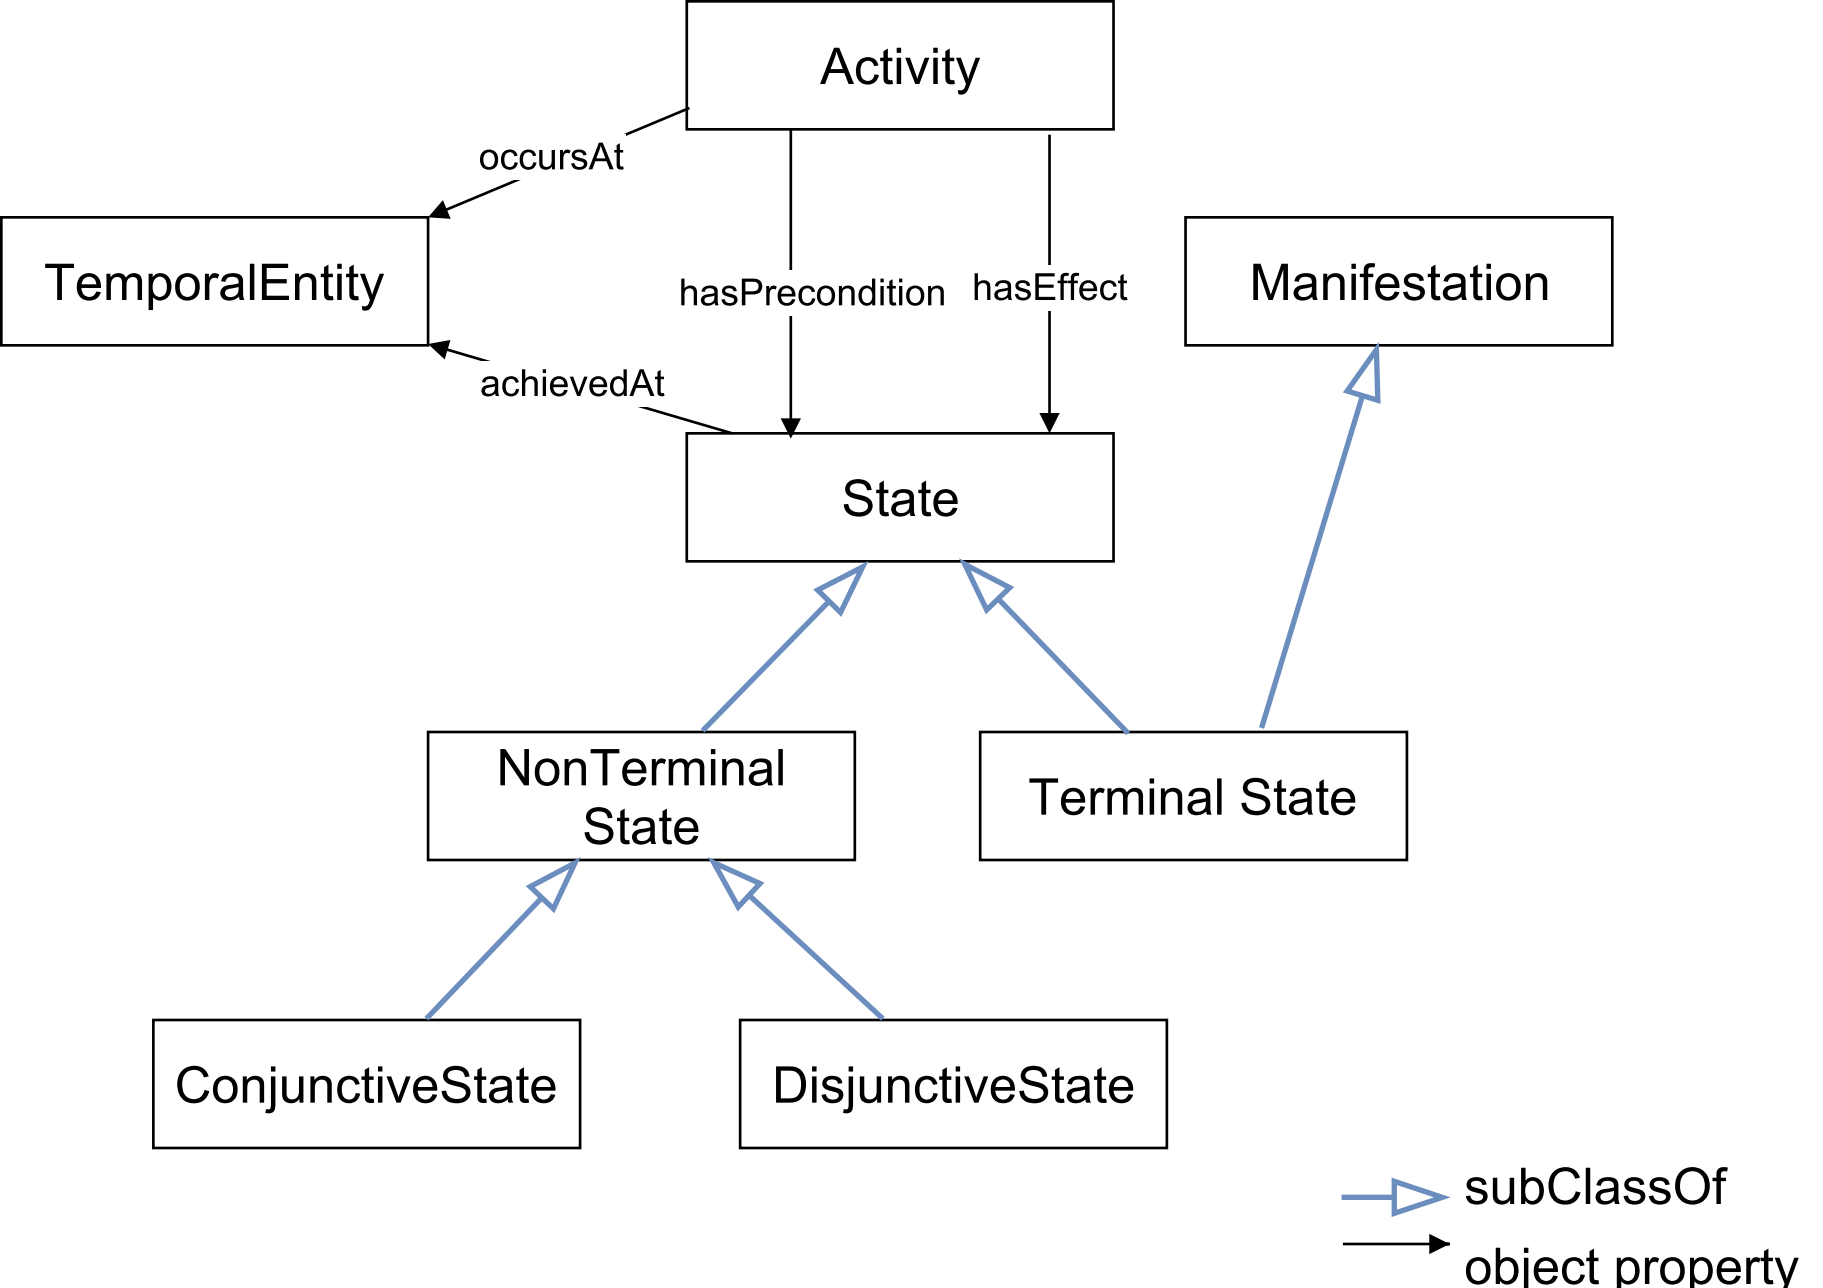 Activity
occursAt
TemporalEntity
hasPrecondition
hasEffect
Manifestation
achievedAt
State
NonTerminal
State
Terminal State
ConjunctiveState
DisjunctiveState
subClassOf
object property